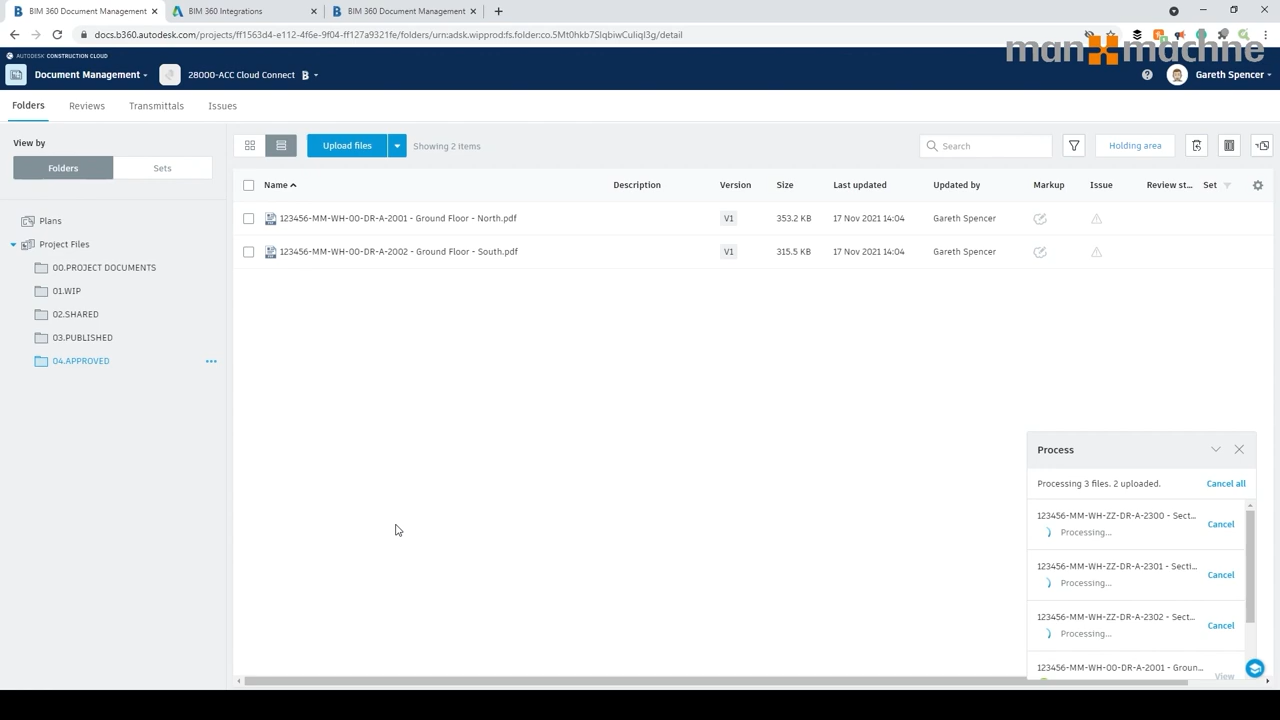 BIM 360 Document Management
BIM 360 Integrations
BIM 360 Document Management
docs.b360.autodesk.com/projects/ff1563d4-e112-4f6e-9f04-ff127a9321fe/folders/urn:adsk.wipprod:fs.folder:co.5Mt0hkb7SlqbiwCuliqI3g/detail
man machine
AUTODESK CONSTRUCTION CLOUD
Document Management
28000-ACC Cloud Connect
B
Gareth Spencer
Folders
Reviews
Transmittals
Issues
View by
Folders
Sets
Plans
Project Files
00.PROJECT DOCUMENTS
01.WIP
02.SHARED
03.PUBLISHED
04.APPROVED
Upload files
Showing 2 items
Search
Holding area
Name Description Version Size Last updated Updated by Markup Issue Review st... Set
123456-MM-WH-00-DR-A-2001 - Ground Floor - North.pdf V1 353.2 KB 17 Nov 2021 14:04 Gareth Spencer
123456-MM-WH-00-DR-A-2002 - Ground Floor - South.pdf V1 315.5 KB 17 Nov 2021 14:04 Gareth Spencer
Process
Processing 3 files. 2 uploaded.
Cancel all
123456-MM-WH-ZZ-DR-A-2300 - Sect...
Processing...
Cancel
123456-MM-WH-ZZ-DR-A-2301 - Secti...
Processing...
Cancel
123456-MM-WH-ZZ-DR-A-2302 - Sect...
Processing...
Cancel
123456-MM-WH-00-DR-A-2001 - Groun...
View